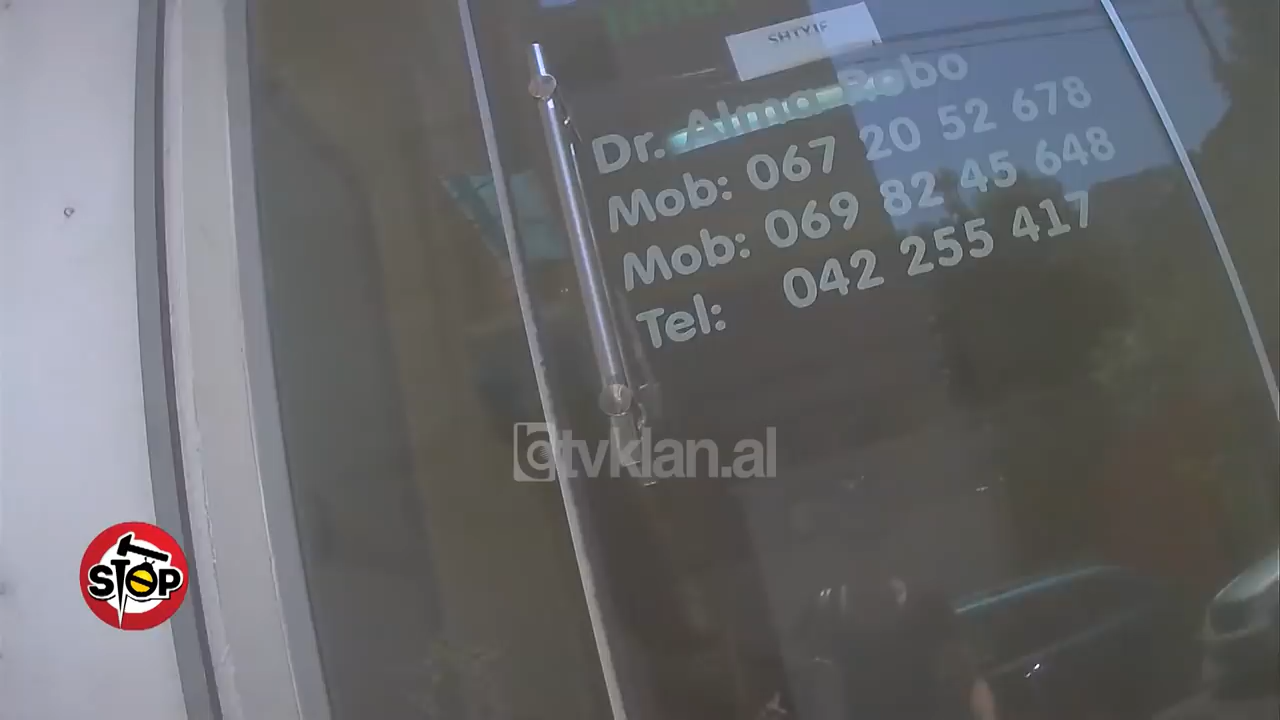 SHTYJE
Dr. Alma Robo
Mob: 067 20 52 678
Mob: 069 82 45 648
Tel: 042 255 417
tvklan.al
STOP